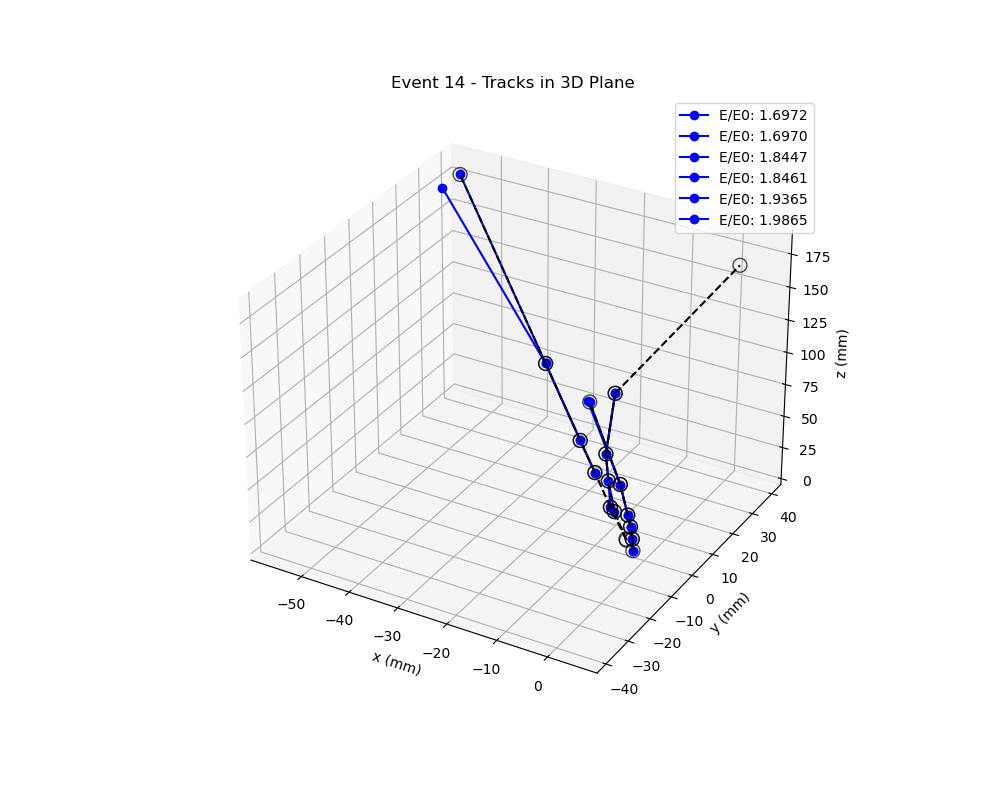 Event 14 - Tracks in 3D Plane
E/E0: 1.6972
E/E0: 1.6970
E/E0: 1.8447
E/E0: 1.8461
E/E0: 1.9365
E/E0: 1.9865
175
150
125
100
75
50
25
0
z (mm)
40
30
20
10
0
−10
−20
−30
−40
y (mm)
−50
−40
−30
−20
−10
0
x (mm)